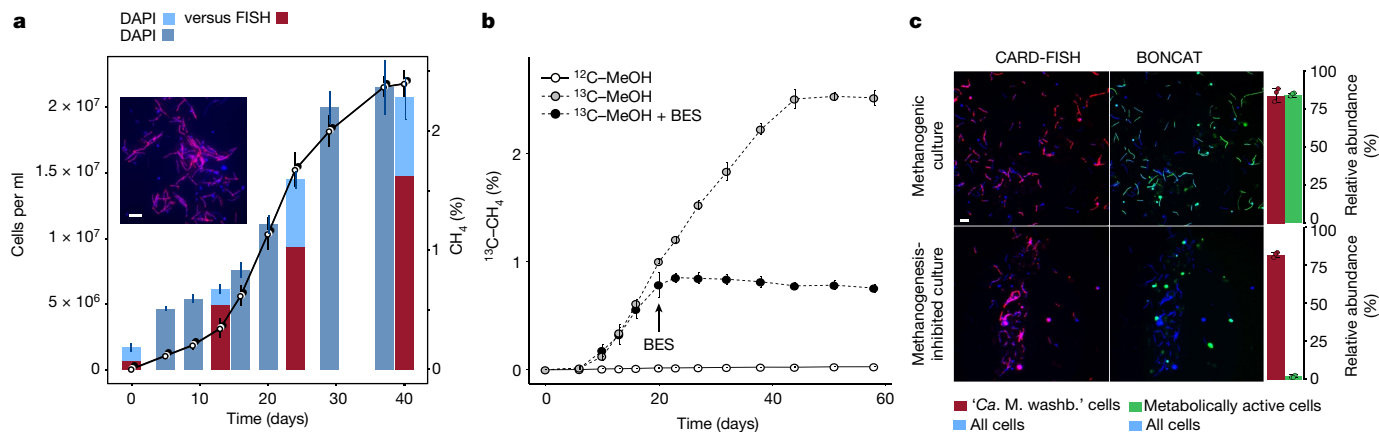 a
DAPI versus FISH
DAPI
Cells per ml
2 × 10⁷
1.5 × 10⁷
1 × 10⁷
5 × 10⁶
0
2
1
0
CH₄ (%)
0 10 20 30 40
Time (days)
b
¹²C–MeOH
¹³C–MeOH
¹³C–MeOH + BES
¹³C–CH₄ (%)
2
1
0
BES
0 20 40 60
Time (days)
c
CARD-FISH BONCAT
Methanogenic
culture
100
75
50
25
0
Relative abundance
(%)
Methanogenesis-
inhibited culture
100
75
50
25
0
Relative abundance
(%)
'Ca. M. washb.' cells Metabolically active cells
All cells All cells